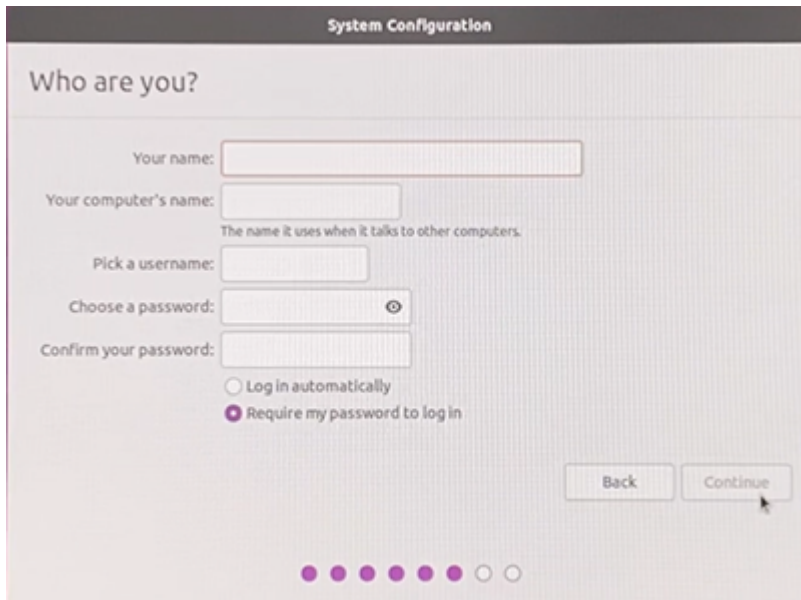 System Configuration
Who are you?
Your name:
Your computer's name:
The name it uses when it talks to other computers.
Pick a username:
Choose a password:
Confirm your password:
Log in automatically
Require my password to log in
Back Continue